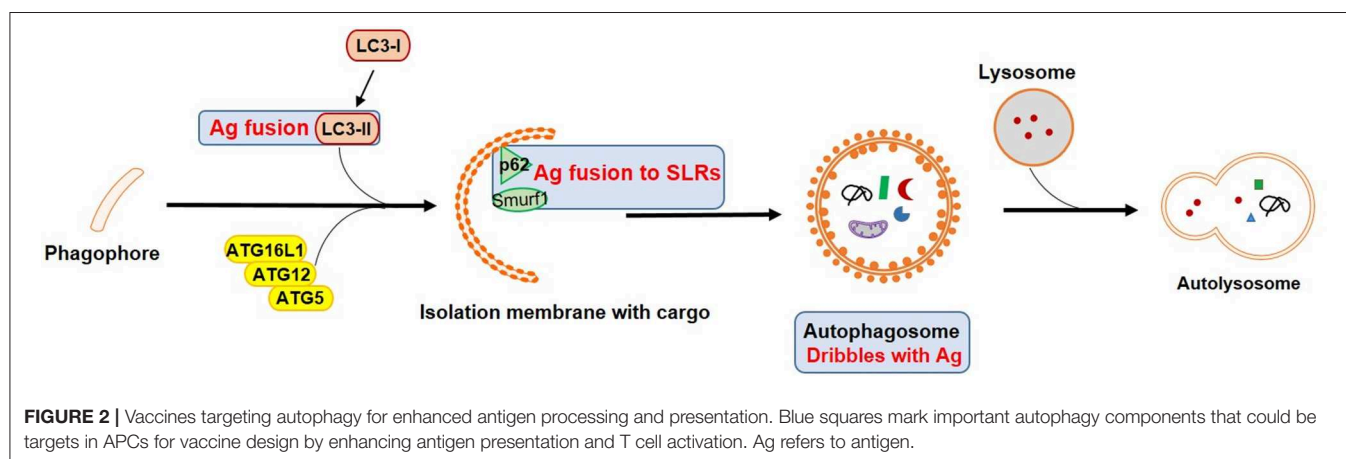 LC3-I
Ag fusion LC3-II
Phagophore
ATG16L1
ATG12
ATG5
p62
Smurf1
Ag fusion to SLRs
Isolation membrane with cargo
Autophagosome
Dribbles with Ag
Lysosome
Autolysosome
FIGURE 2 | Vaccines targeting autophagy for enhanced antigen processing and presentation. Blue squares mark important autophagy components that could be
targets in APCs for vaccine design by enhancing antigen presentation and T cell activation. Ag refers to antigen.